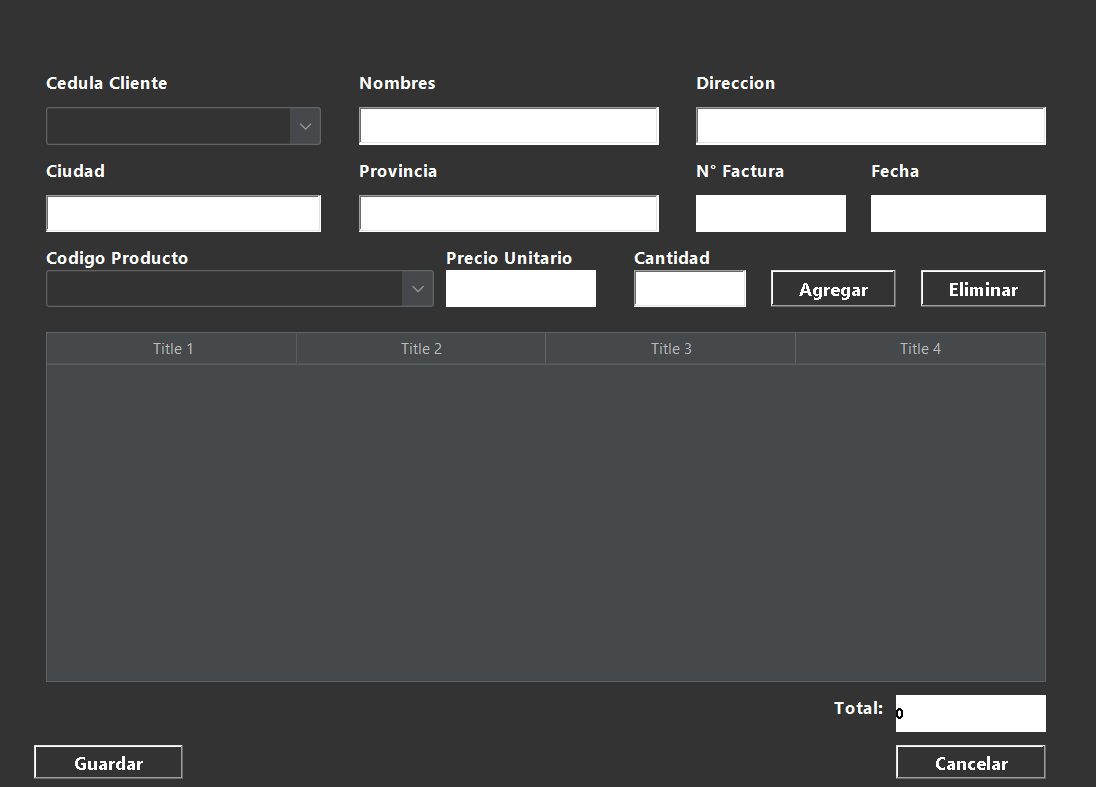 Cedula Cliente Nombres Direccion
Ciudad Provincia N° Factura Fecha
Codigo Producto Precio Unitario Cantidad
Agregar Eliminar
Title 1 Title 2 Title 3 Title 4
Total: 0
Guardar Cancelar